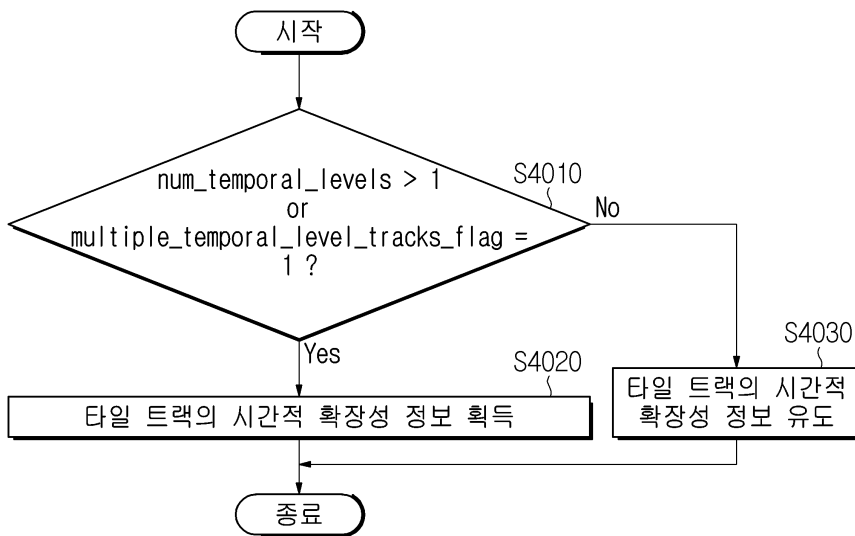 시작
num_temporal_levels > 1
or
multiple_temporal_level_tracks_flag =
1 ?
S4010
No
Yes
S4020
타일 트랙의 시간적 확장성 정보 획득
S4030
타일 트랙의 시간적
확장성 정보 유도
종료